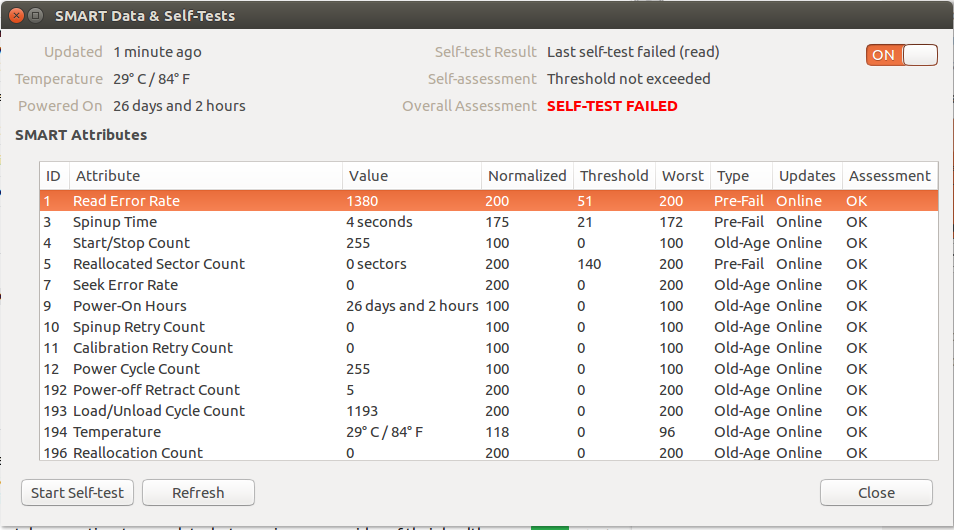 SMART Data & Self-Tests
Updated 1 minute ago Self-test Result Last self-test failed (read) ON
Temperature 29° C / 84° F Self-assessment Threshold not exceeded
Powered On 26 days and 2 hours Overall Assessment SELF-TEST FAILED
SMART Attributes
ID Attribute Value Normalized Threshold Worst Type Updates Assessment
1 Read Error Rate 1380 200 51 200 Pre-Fail Online OK
3 Spinup Time 4 seconds 175 21 172 Pre-Fail Online OK
4 Start/Stop Count 255 100 0 100 Old-Age Online OK
5 Reallocated Sector Count 0 sectors 200 140 200 Pre-Fail Online OK
7 Seek Error Rate 0 200 0 200 Old-Age Online OK
9 Power-On Hours 26 days and 2 hours 100 0 100 Old-Age Online OK
10 Spinup Retry Count 0 100 0 100 Old-Age Online OK
11 Calibration Retry Count 0 100 0 100 Old-Age Online OK
12 Power Cycle Count 255 100 0 100 Old-Age Online OK
192 Power-off Retract Count 5 200 0 200 Old-Age Online OK
193 Load/Unload Cycle Count 1193 200 0 200 Old-Age Online OK
194 Temperature 29° C / 84° F 118 0 96 Old-Age Online OK
196 Reallocation Count 0 200 0 200 Old-Age Online OK
Start Self-test Refresh Close